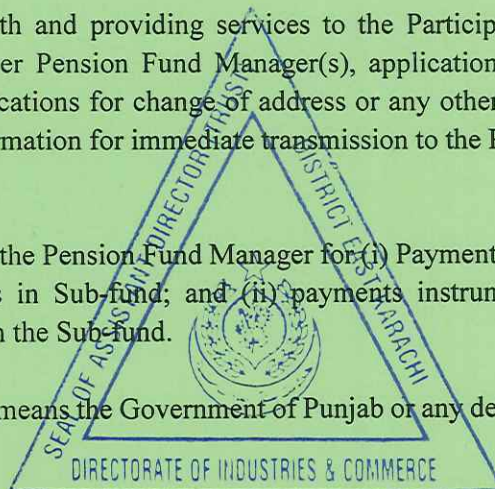 th and providing services to the Particip
er Pension Fund Manager(s), application
cations for change of address or any other
rmation for immediate transmission to the P
the Pension Fund Manager for (i) Payment
s in Sub-fund; and (ii) payments instrum
n the Sub-fund.
means the Government of Punjab or any de
SEAL OF ASSISTANT DIRECTOR TRUST
DISTRICT EAST KARACHI
DIRECTORATE OF INDUSTRIES & COMMERCE